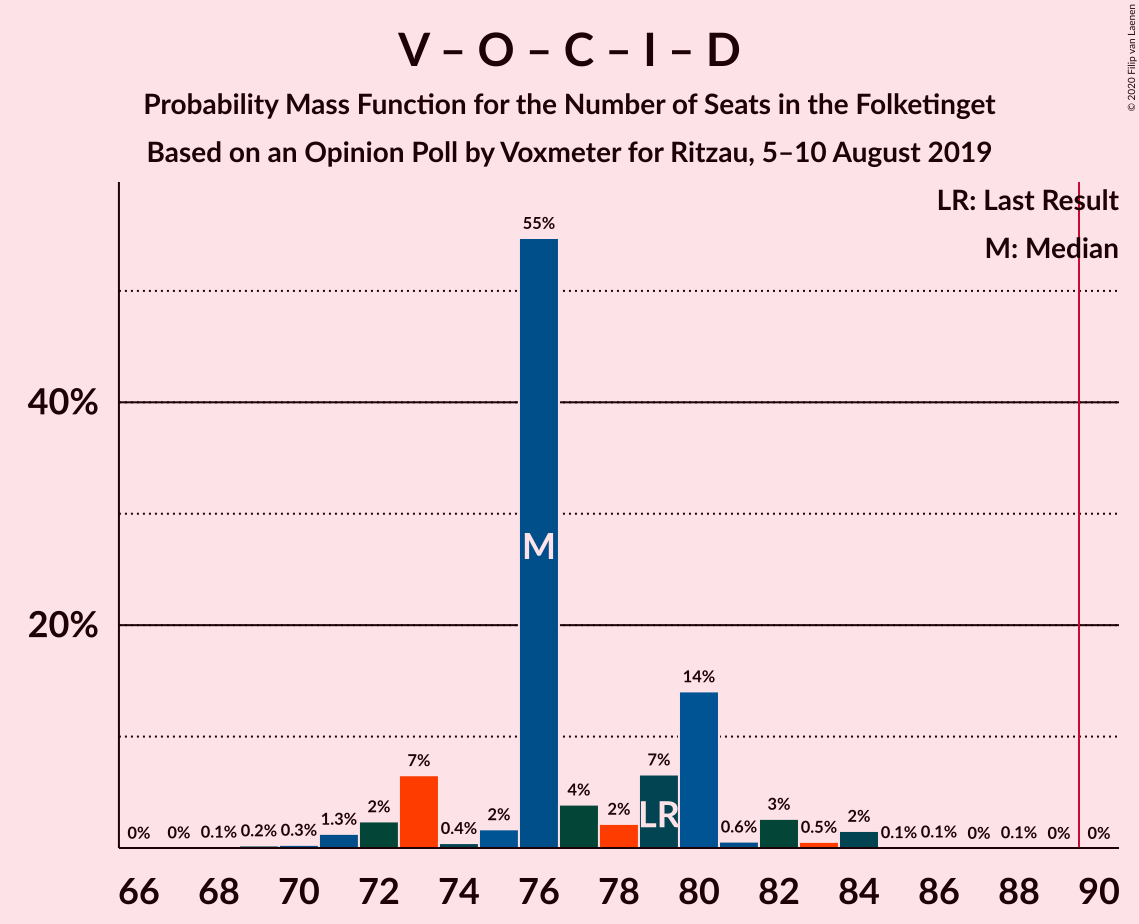 V – O – C – I – D
Probability Mass Function for the Number of Seats in the Folketinget
Based on an Opinion Poll by Voxmeter for Ritzau, 5–10 August 2019
© 2020 Filip van Laenen
LR: Last Result
M: Median
55%
40%
M
20%
14%
7% 7%
4% 3%
1.3% 2% 0.4% 2% 2% LR 0.6% 0.5% 2%
0% 0% 0.1% 0.2% 0.3% 0.1% 0.1% 0% 0.1% 0% 0%
66 68 70 72 74 76 78 80 82 84 86 88 90